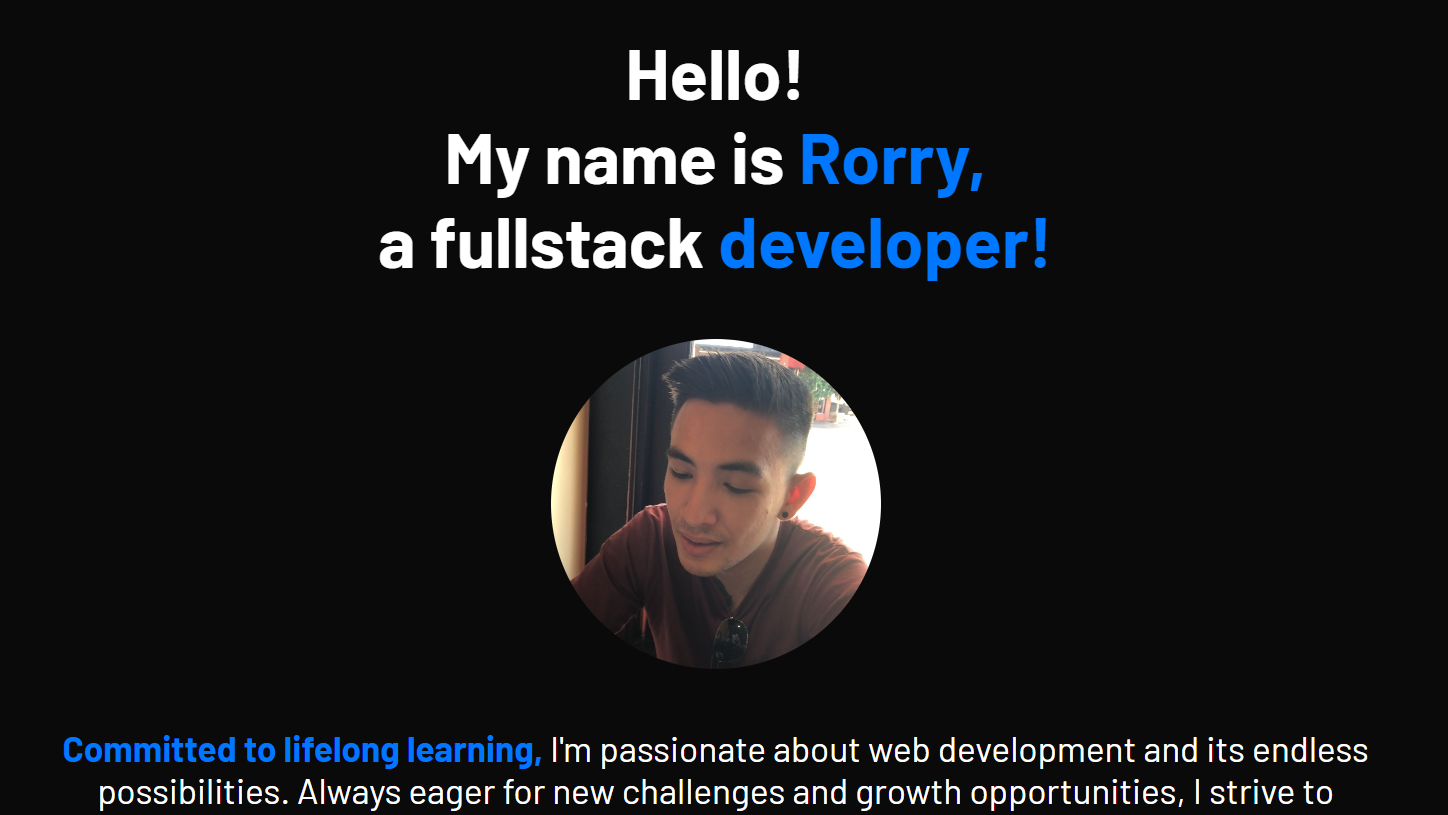 Hello!
My name is Rorry,
a fullstack developer!
Committed to lifelong learning, I'm passionate about web development and its endless
possibilities. Always eager for new challenges and growth opportunities, I strive to